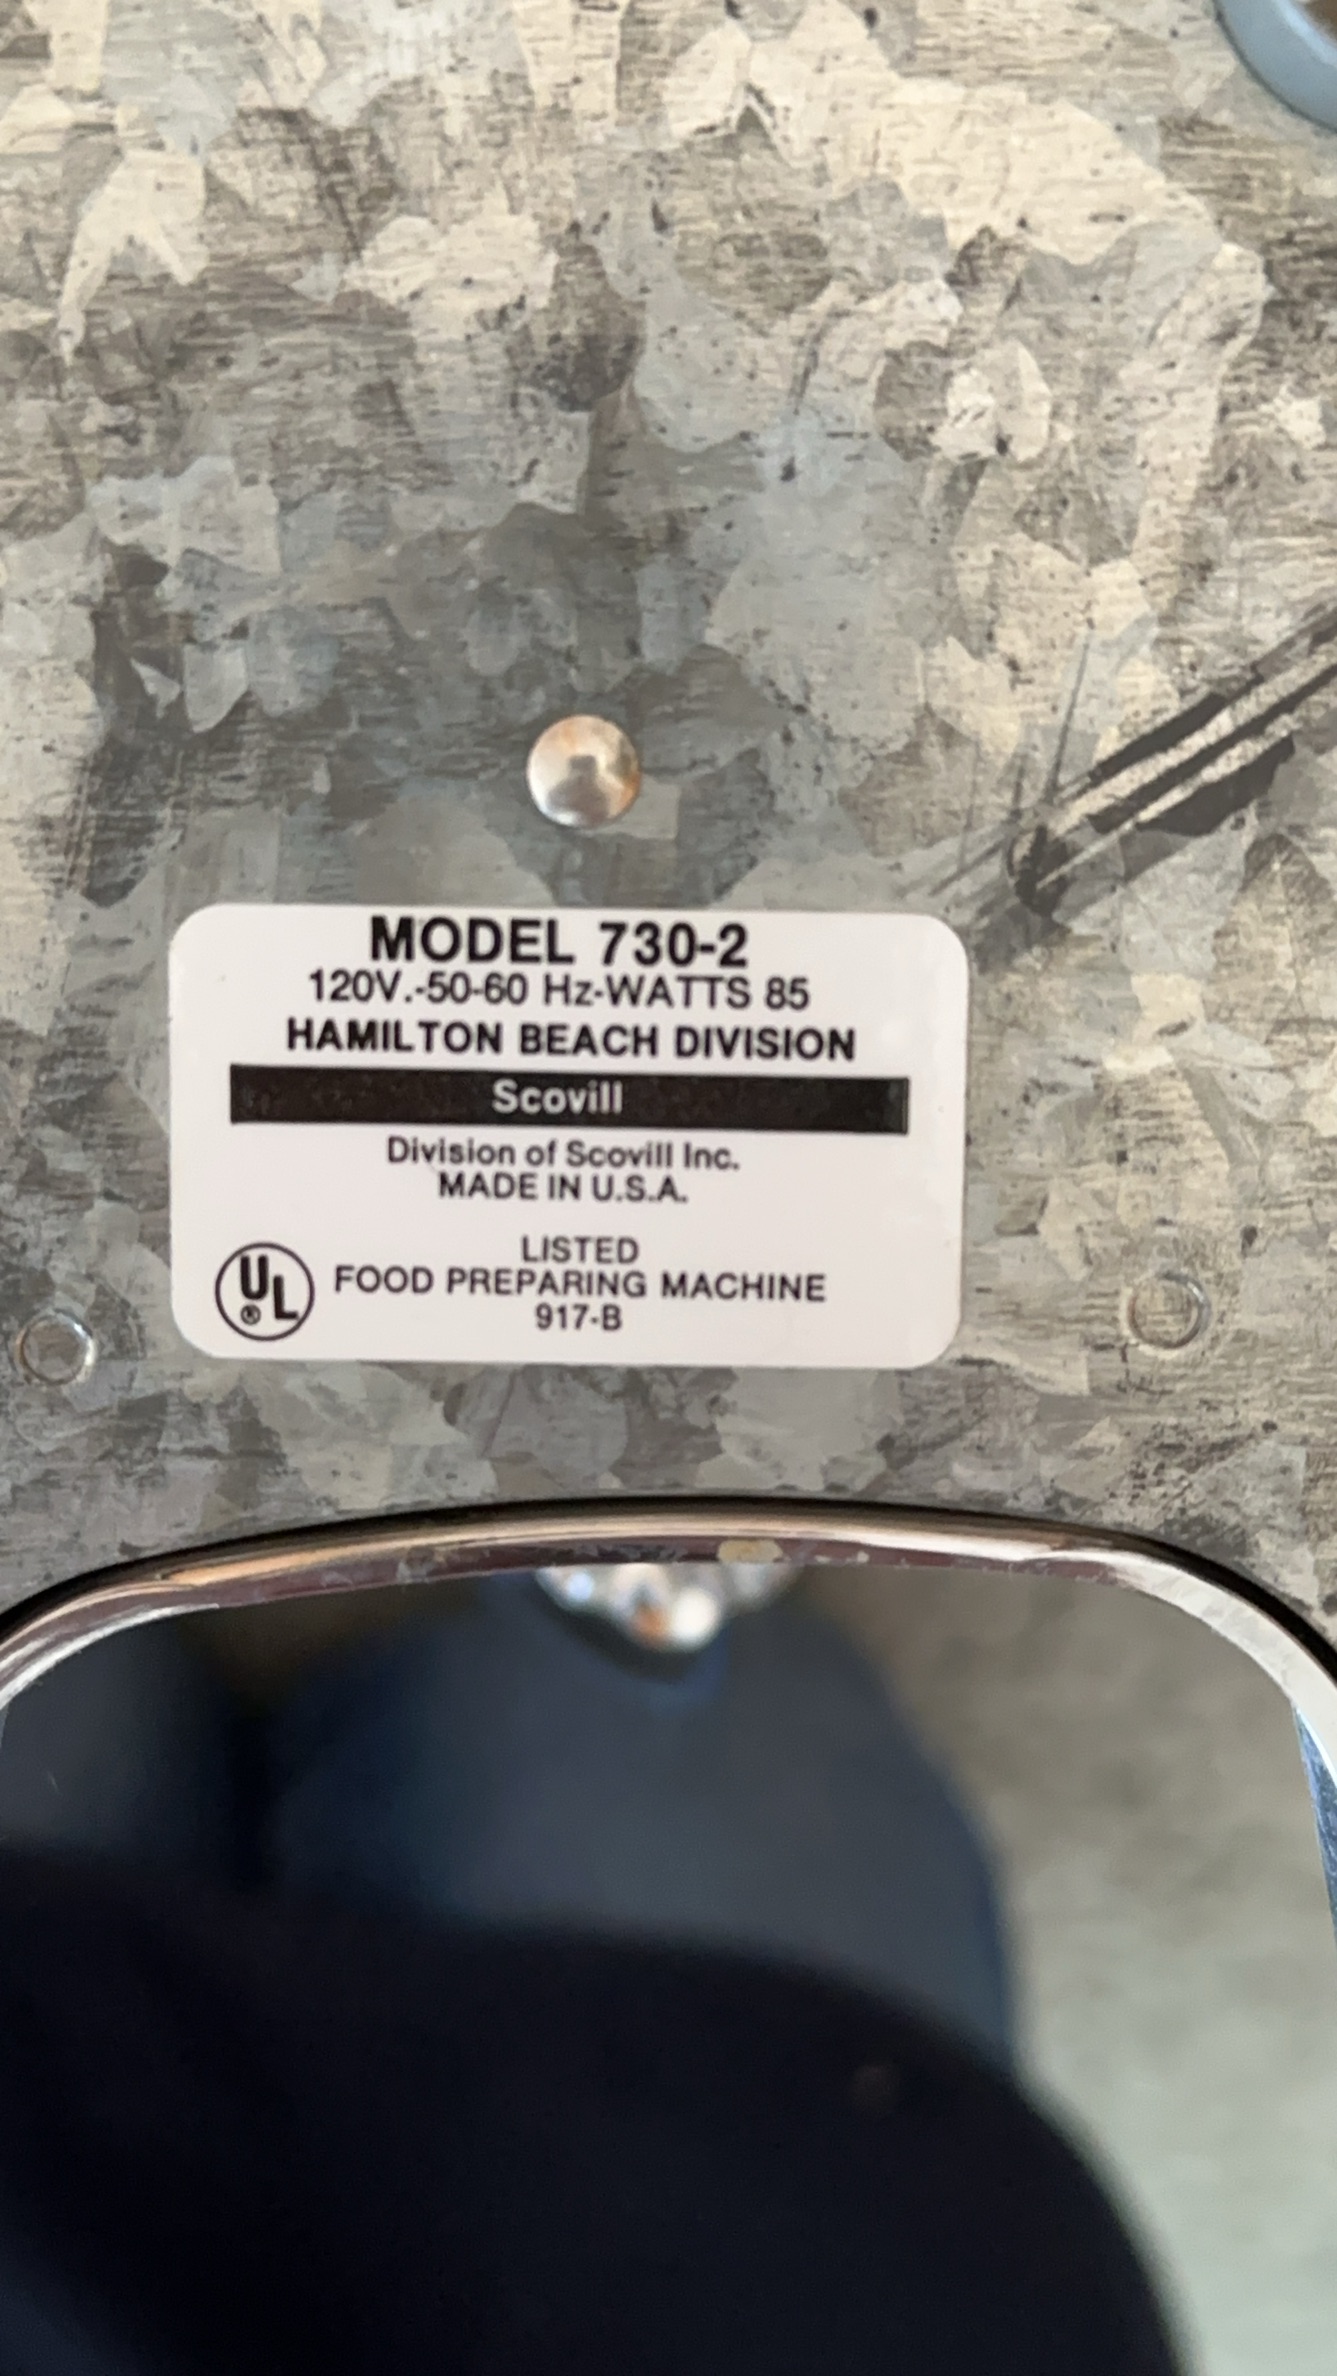 MODEL 730-2
120V.-50-60 Hz-WATTS 85
HAMILTON BEACH DIVISION
Scovill
Division of Scovill Inc.
MADE IN U.S.A.
LISTED
UL® FOOD PREPARING MACHINE
917-B